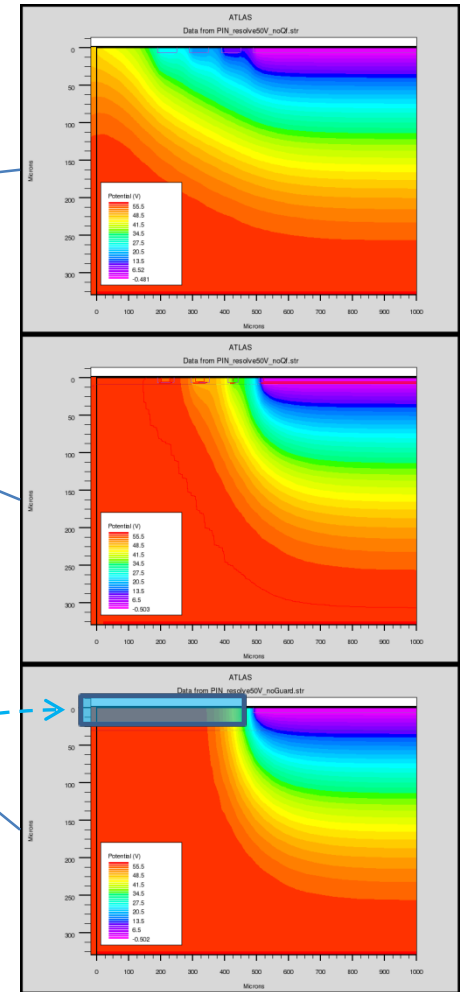 ATLAS
Data from PIN_resolve50V_noQf.str
Microns
0
50
100
150
200
250
300
Potential (V)
55.5
48.5
41.5
34.5
27.5
20.5
13.5
6.52
-0.481
0 100 200 300 400 500 600 700 800 900 1000
Microns
ATLAS
Data from PIN_resolve50V_noQf.str
Microns
0
50
100
150
200
250
300
Potential (V)
55.5
48.5
41.5
34.5
27.5
20.5
13.5
6.5
-0.503
0 100 200 300 400 500 600 700 800 900 1000
Microns
ATLAS
Data from PIN_resolve60V_noGuard.str
Microns
0
50
100
150
200
250
300
Potential (V)
55.5
48.5
41.5
34.5
27.5
20.5
13.5
6.5
-0.502
0 100 200 300 400 500 600 700 800 900 1000
Microns